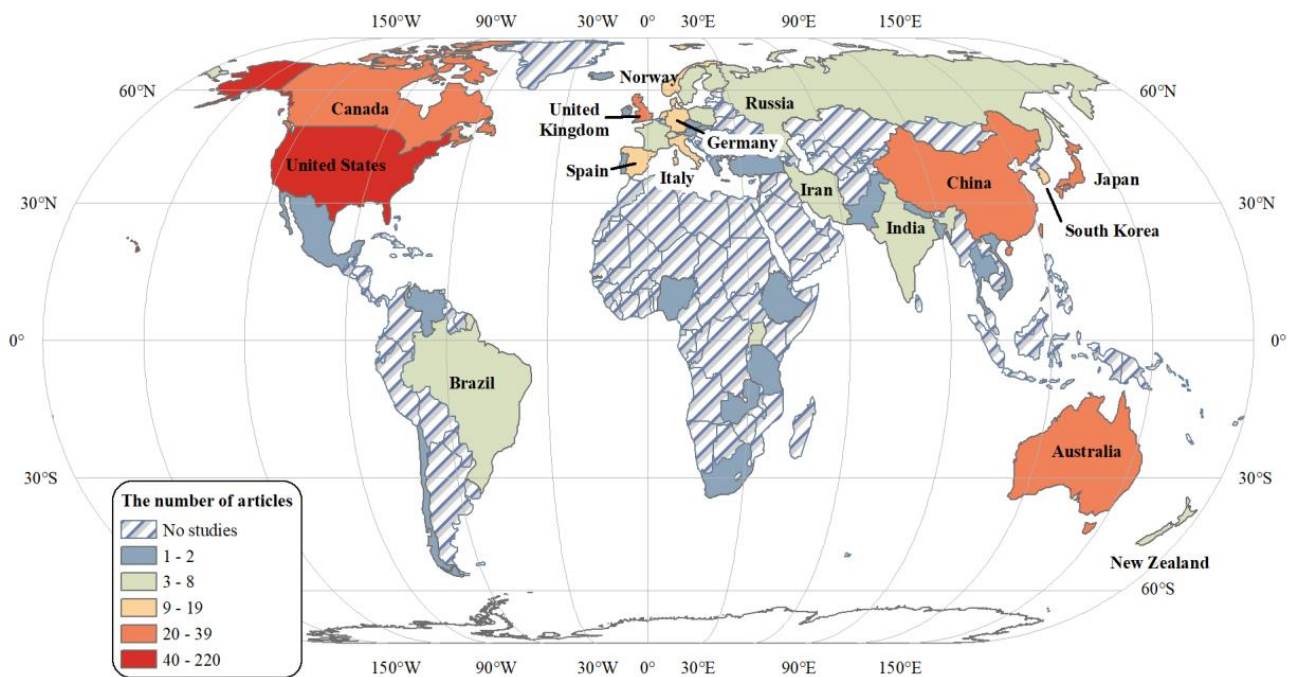 150°W 90°W 30°W 0° 30°E 90°E 150°E
60°N
Norway
Russia
60°N
Canada
United
Kingdom
Germany
United States
Spain
Italy
Iran
China
Japan
30°N
India
South Korea
30°N
0°
0°
Brazil
Australia
30°S
30°S
The number of articles
No studies
1 - 2
3 - 8
9 - 19
20 - 39
40 - 220
New Zealand
60°S
150°W 90°W 30°W 0° 30°E 90°E 150°E